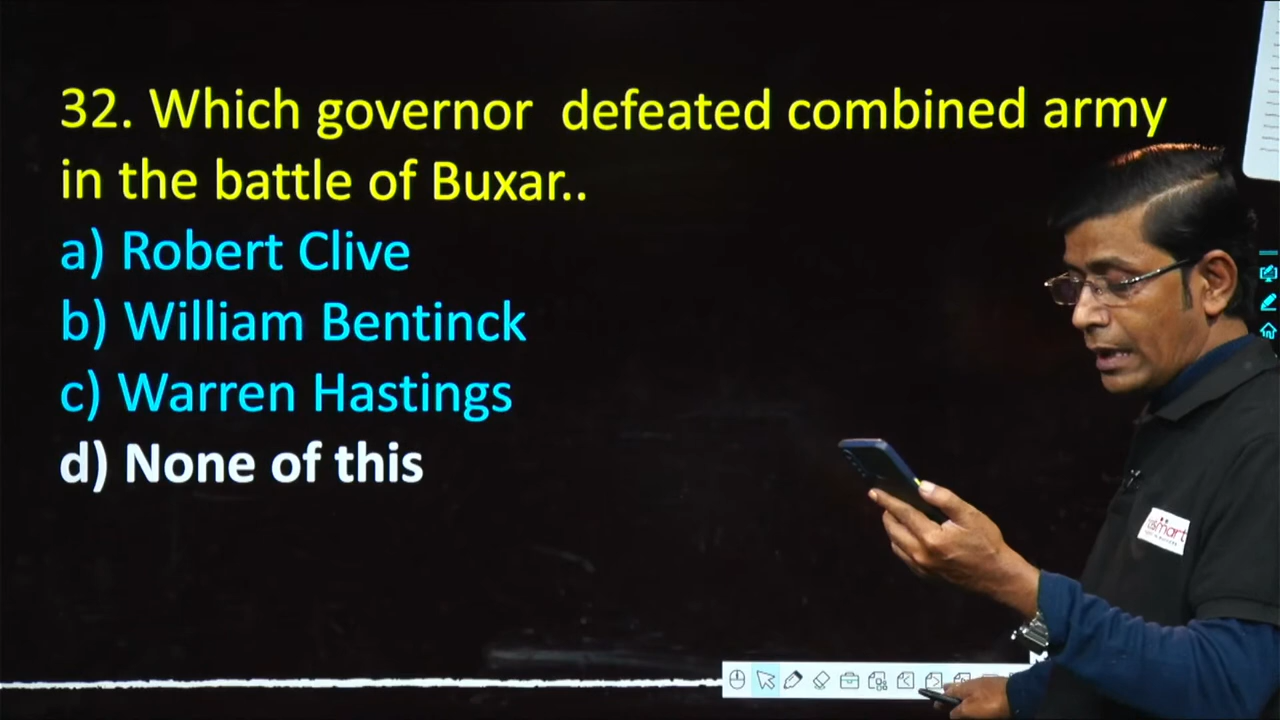 32. Which governor defeated combined army
in the battle of Buxar..
a) Robert Clive
b) William Bentinck
c) Warren Hastings
d) None of this